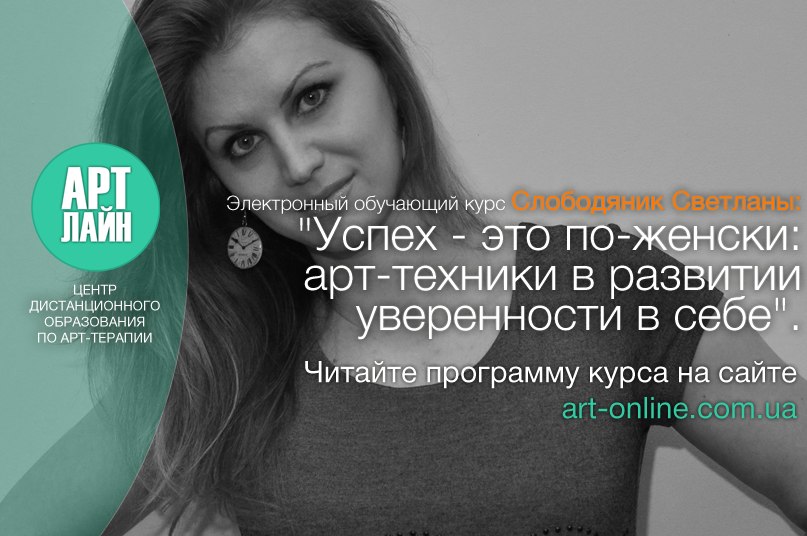 АРТ
ЛАЙН
ЦЕНТР
ДИСТАНЦИОННОГО
ОБРАЗОВАНИЯ
ПО АРТ-ТЕРАПИИ
Электронный обучающий курс Слободяник Светланы:
"Успех - это по-женски:
арт-техники в развитии
уверенности в себе".
Читайте программу курса на сайте
art-online.com.ua